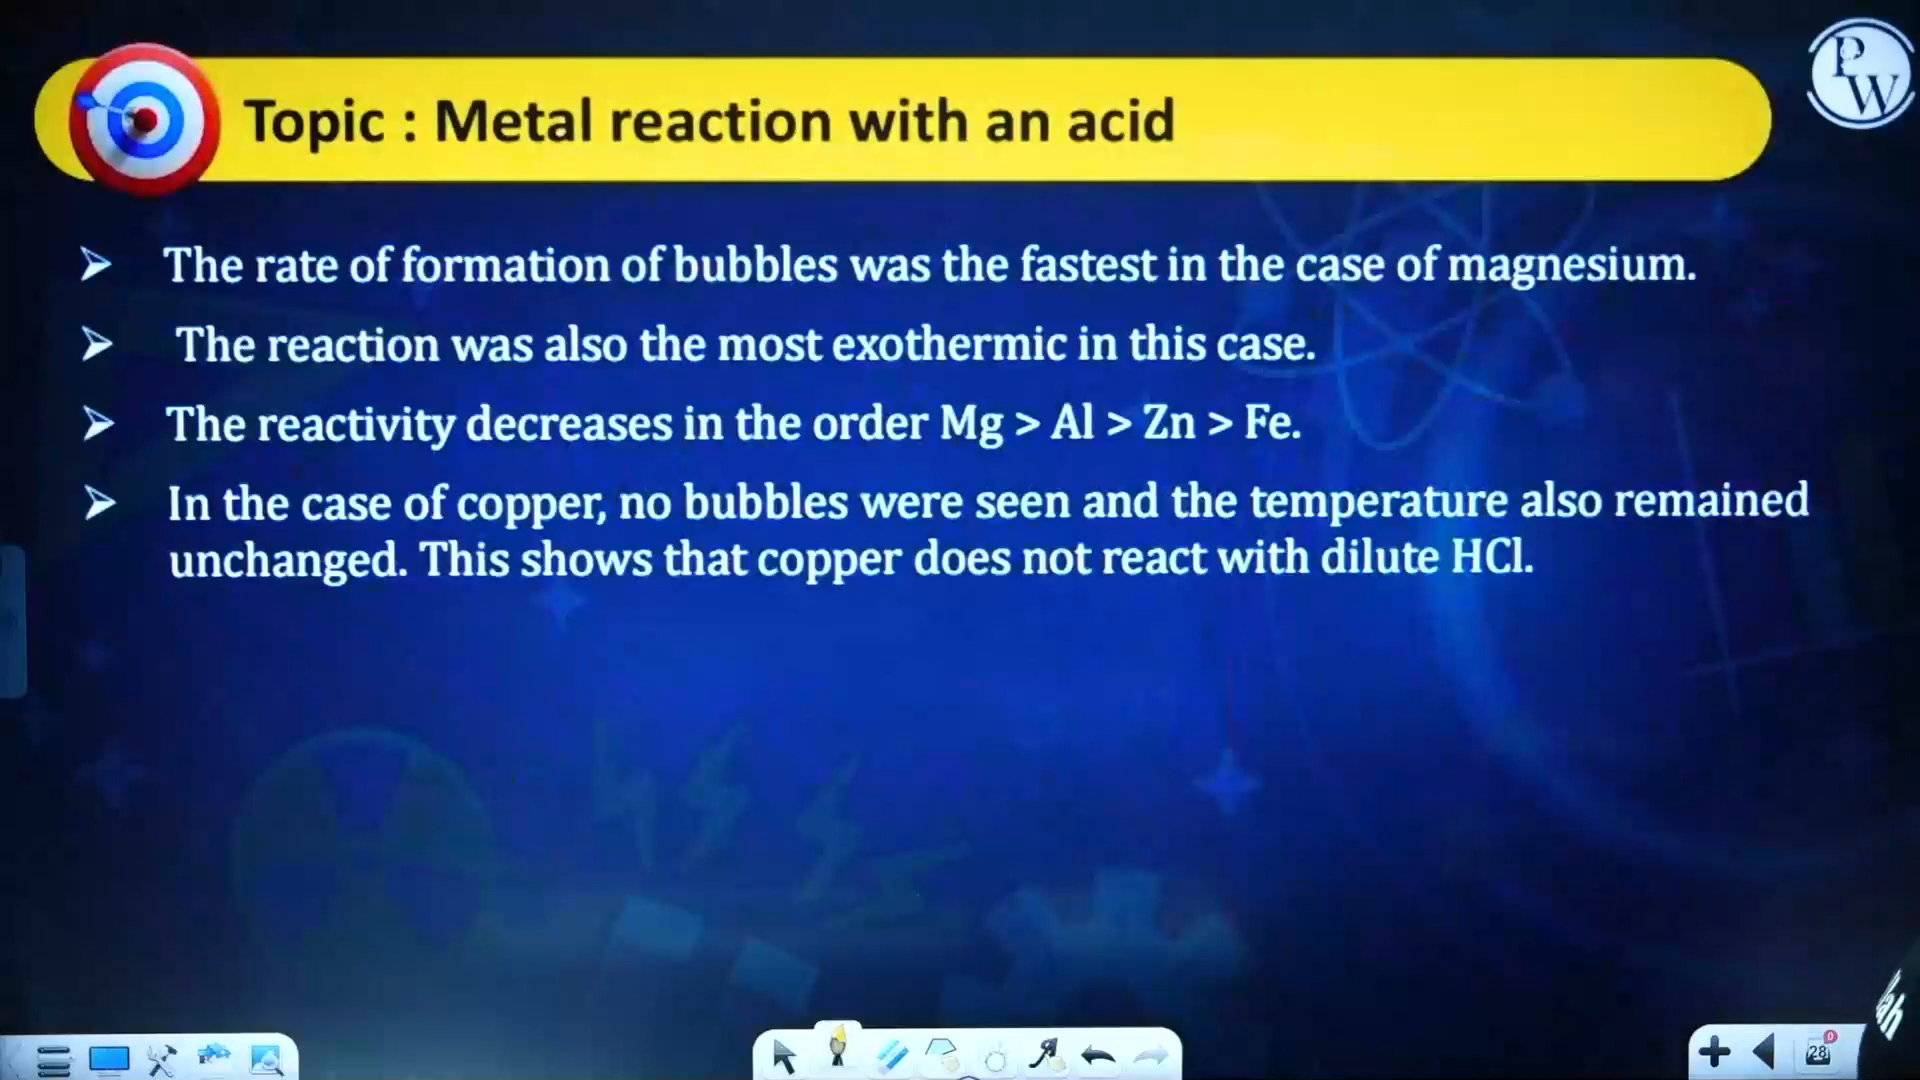 P
W
Topic : Metal reaction with an acid
➢ The rate of formation of bubbles was the fastest in the case of magnesium.
➢ The reaction was also the most exothermic in this case.
➢ The reactivity decreases in the order Mg > Al > Zn > Fe.
➢ In the case of copper, no bubbles were seen and the temperature also remained
unchanged. This shows that copper does not react with dilute HCl.
28
0